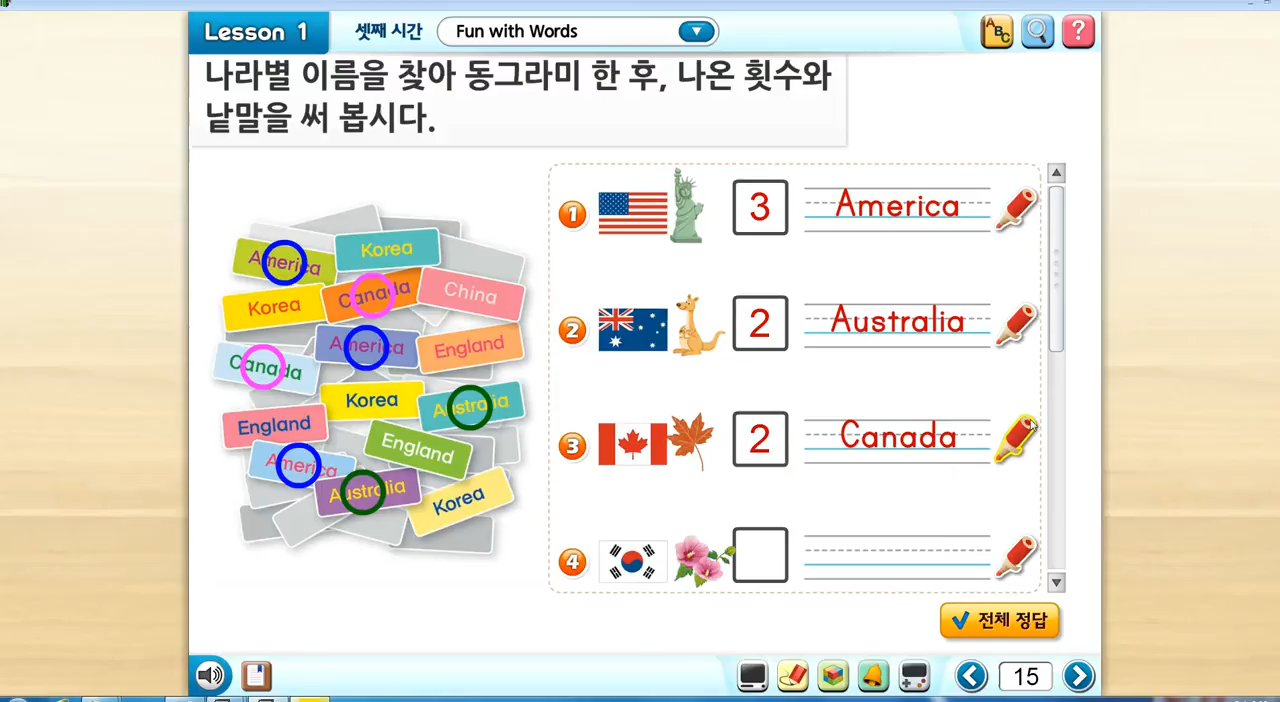 Lesson 1 셋째 시간 Fun with Words ABC ?
나라별 이름을 찾아 동그라미 한 후, 나온 횟수와
낱말을 써 봅시다.
America
Korea
Korea
Canada
China
America
England
Canada
Korea
Australia
England
England
America
Australia
Korea
1 3 America
2 2 Australia
3 2 Canada
4
전체 정답
15